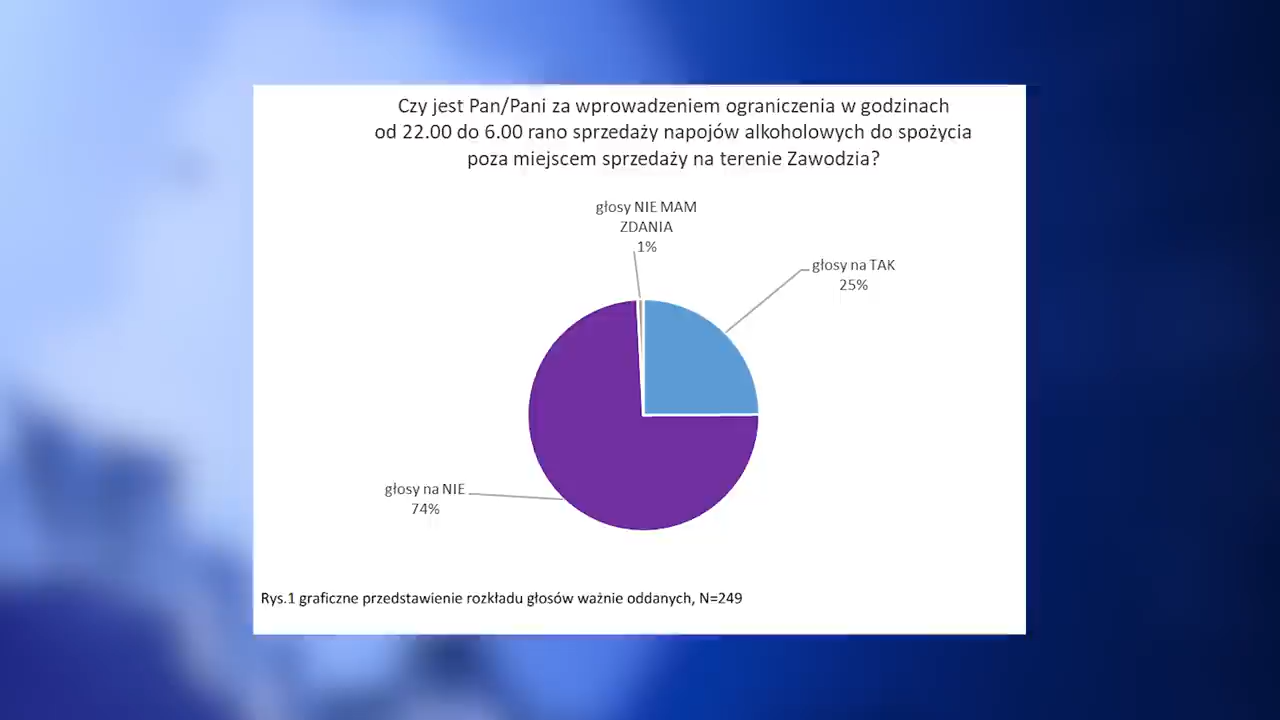 Czy jest Pan/Pani za wprowadzeniem ograniczenia w godzinach
od 22.00 do 6.00 rano sprzedaży napojów alkoholowych do spożycia
poza miejscem sprzedaży na terenie Zawodzia?
głosy NIE MAM
ZDANIA
1%
głosy na TAK
25%
głosy na NIE
74%
Rys.1 graficzne przedstawienie rozkładu głosów ważnie oddanych, N=249